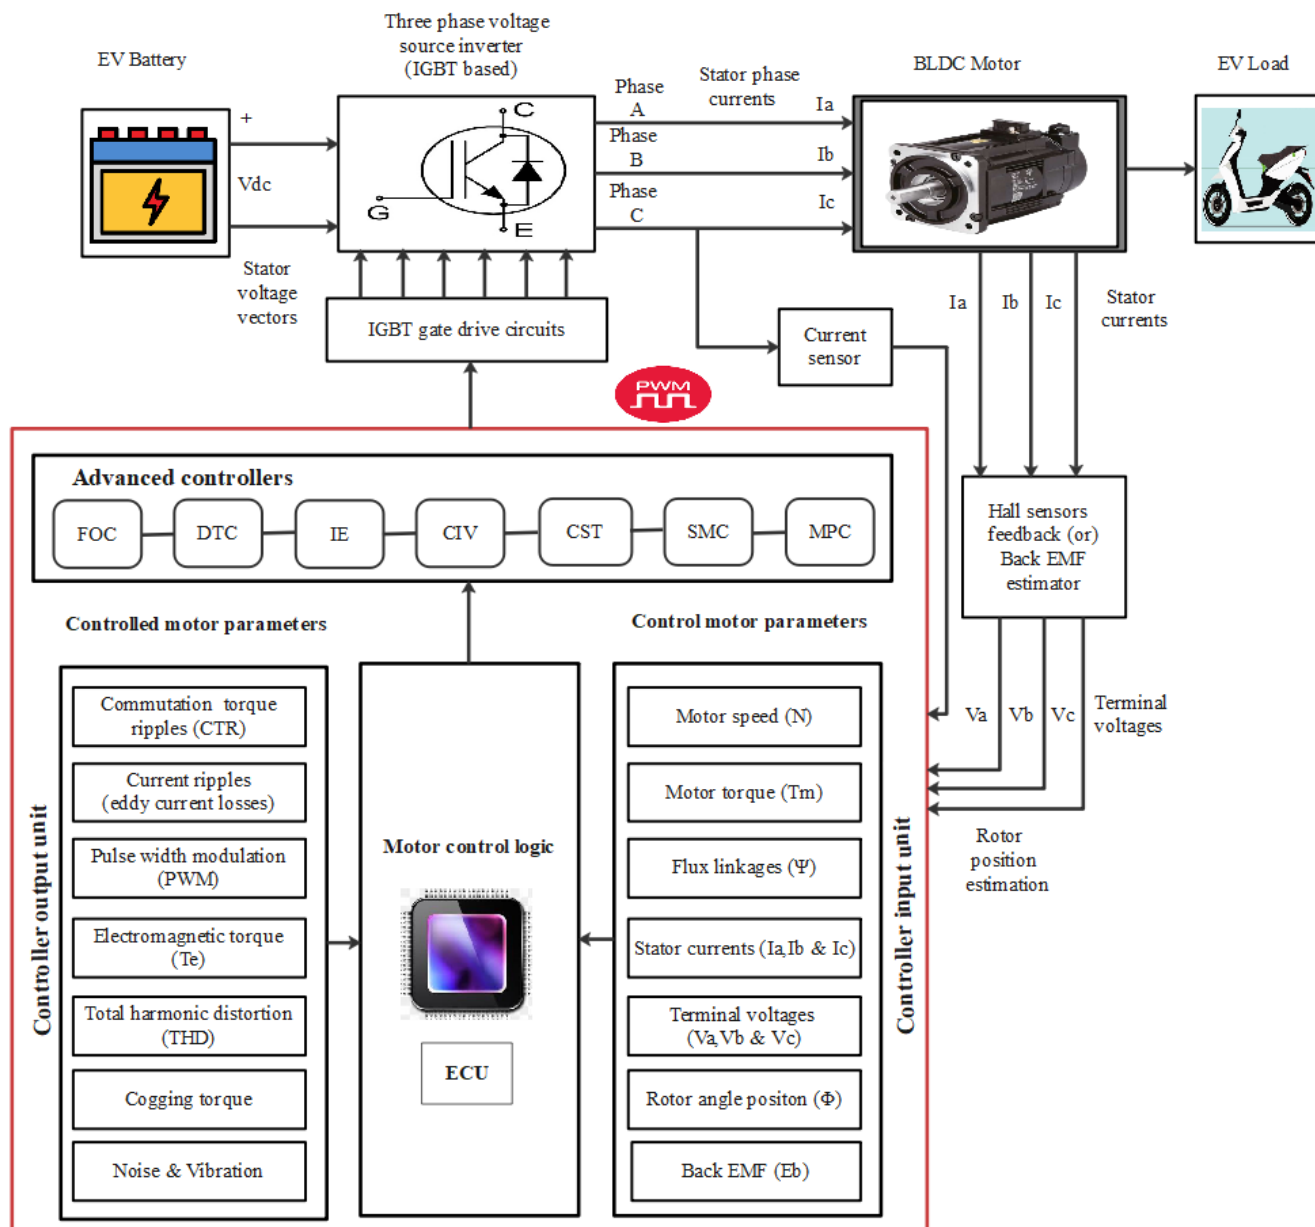 Three phase voltage
source inverter
(IGBT based)
EV Battery
BLDC Motor
EV Load
Phase
A
Stator phase
currents
Ia
+
Phase
B
Ib
Vdc
Phase
C
Ic
C
G
E
Stator
voltage
vectors
IGBT gate drive circuits
Current
sensor
Ia
Ib
Ic
Stator
currents
PWM
Advanced controllers
FOC
DTC
IE
CIV
CST
SMC
MPC
Hall sensors
feedback (or)
Back EMF
estimator
Controlled motor parameters
Control motor parameters
Controller output unit
Commutation torque
ripples (CTR)
Current ripples
(eddy current losses)
Pulse width modulation
(PWM)
Electromagnetic torque
(Te)
Total harmonic distortion
(THD)
Cogging torque
Noise & Vibration
Motor control logic
ECU
Motor speed (N)
Motor torque (Tm)
Flux linkages (Ψ)
Stator currents (Ia,Ib & Ic)
Terminal voltages
(Va,Vb & Vc)
Rotor angle positon (Φ)
Back EMF (Eb)
Controller input unit
Va
Vb
Vc
Terminal
voltages
Rotor
position
estimation